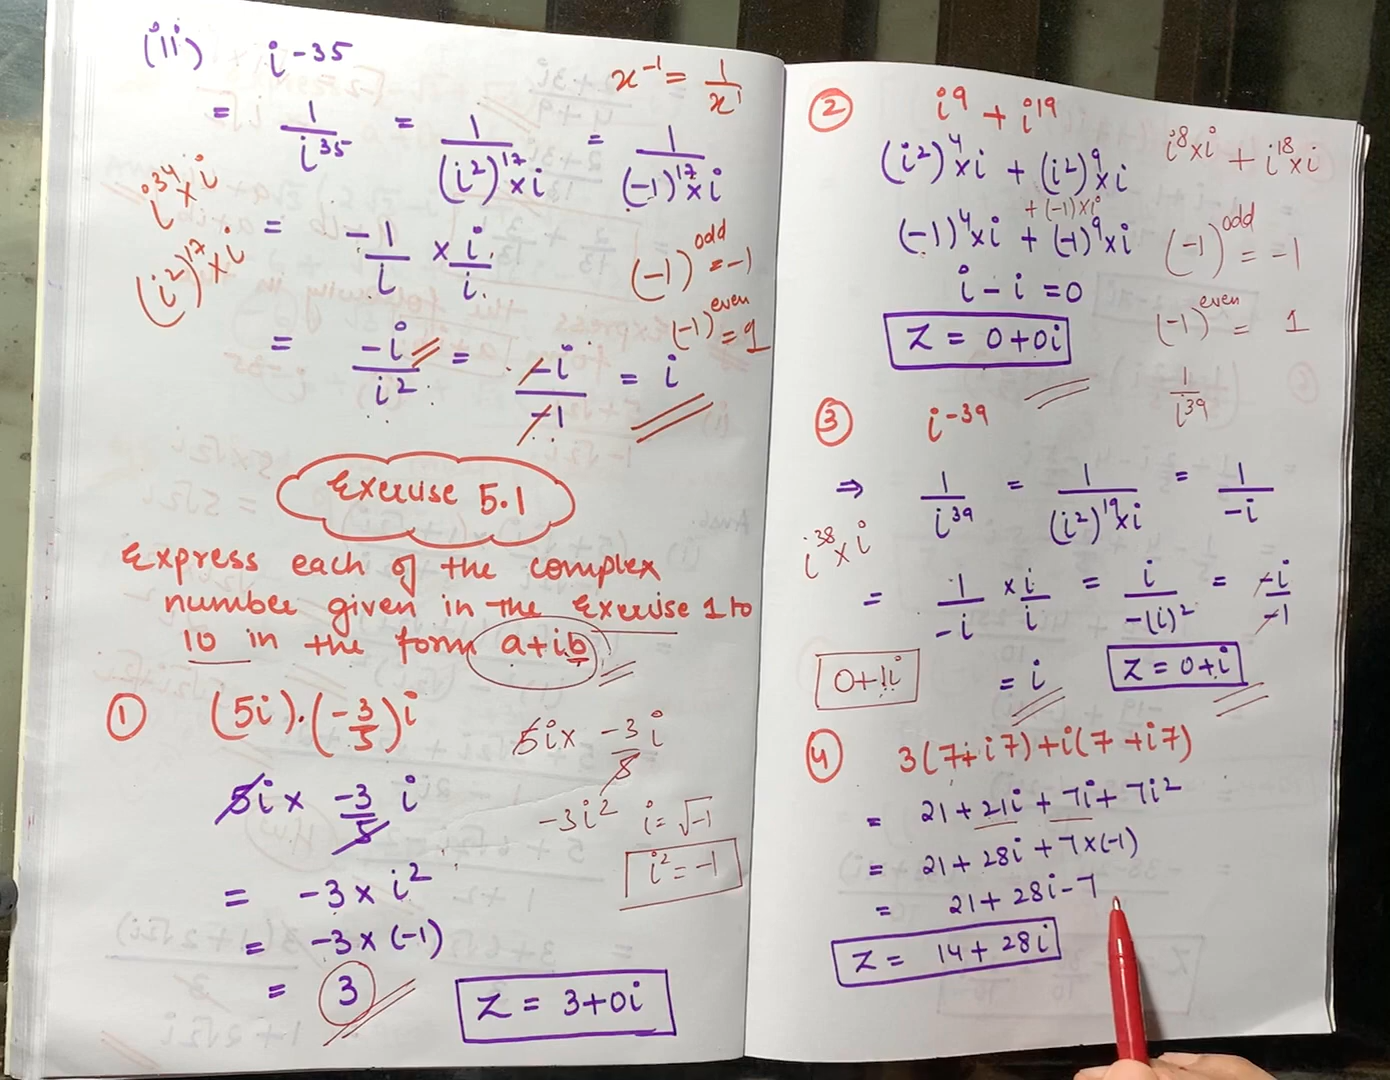 (ii) i^-35
x^-1 = 1/x^1
= 1/i^35 = 1/((i^2)^17 × i) = 1/((-1)^17 × i)
i^34 × i
(i^2)^17 × i
= -1/i × i/i
(-1)^odd = -1
(-1)^even = 1
= -i/i^2 = -i/-1 = i
Exercise 5.1
Express each of the complex
number given in the Exercise 1 to
10 in the form a+ib
① (5i).(-3/5)i
5i × -3/5 i
5i × -3/5 i
-3i^2 i = √-1
i^2 = -1
= -3 × i^2
= -3 × (-1)
= 3
Z = 3+0i
② i^9 + i^19
(i^2)^4 × i + (i^2)^9 × i
i^8 × i + i^18 × i
+ (-1) × i
(-1)^4 × i + (-1)^9 × i
(-1)^odd = -1
i - i = 0
(-1)^even = 1
Z = 0+0i
③ i^-39
1/i^39
⇒ 1/i^39 = 1/((i^2)^19 × i) = 1/-i
i^38 × i
= 1/-i × i/i = i/-(i)^2 = -i/-1
0+1i
= i
Z = 0+i
④ 3(7+i7)+i(7+i7)
= 21 + 21i + 7i + 7i^2
= 21 + 28i + 7×(-1)
= 21 + 28i - 7
Z = 14 + 28i